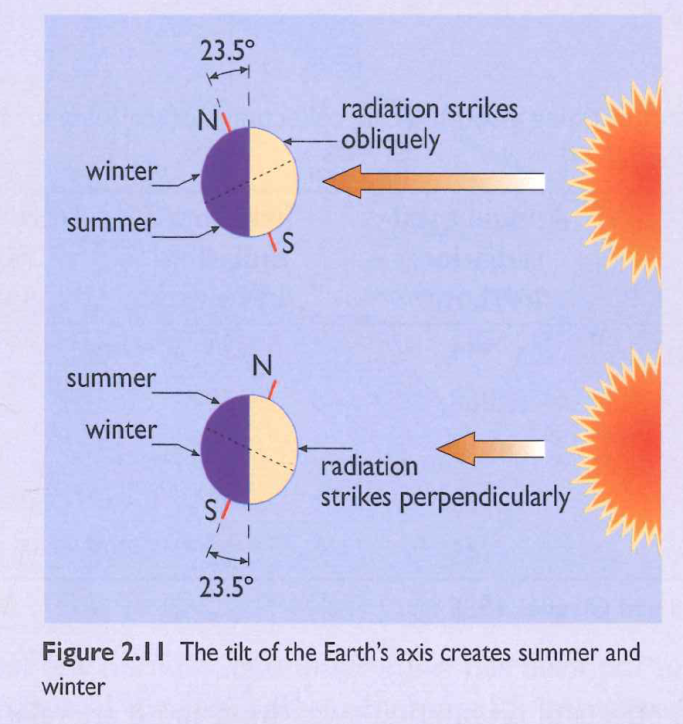 23.5°
N
radiation strikes
obliquely
winter
summer
S
N
summer
winter
radiation
strikes perpendicularly
S
23.5°
Figure 2.11 The tilt of the Earth's axis creates summer and
winter